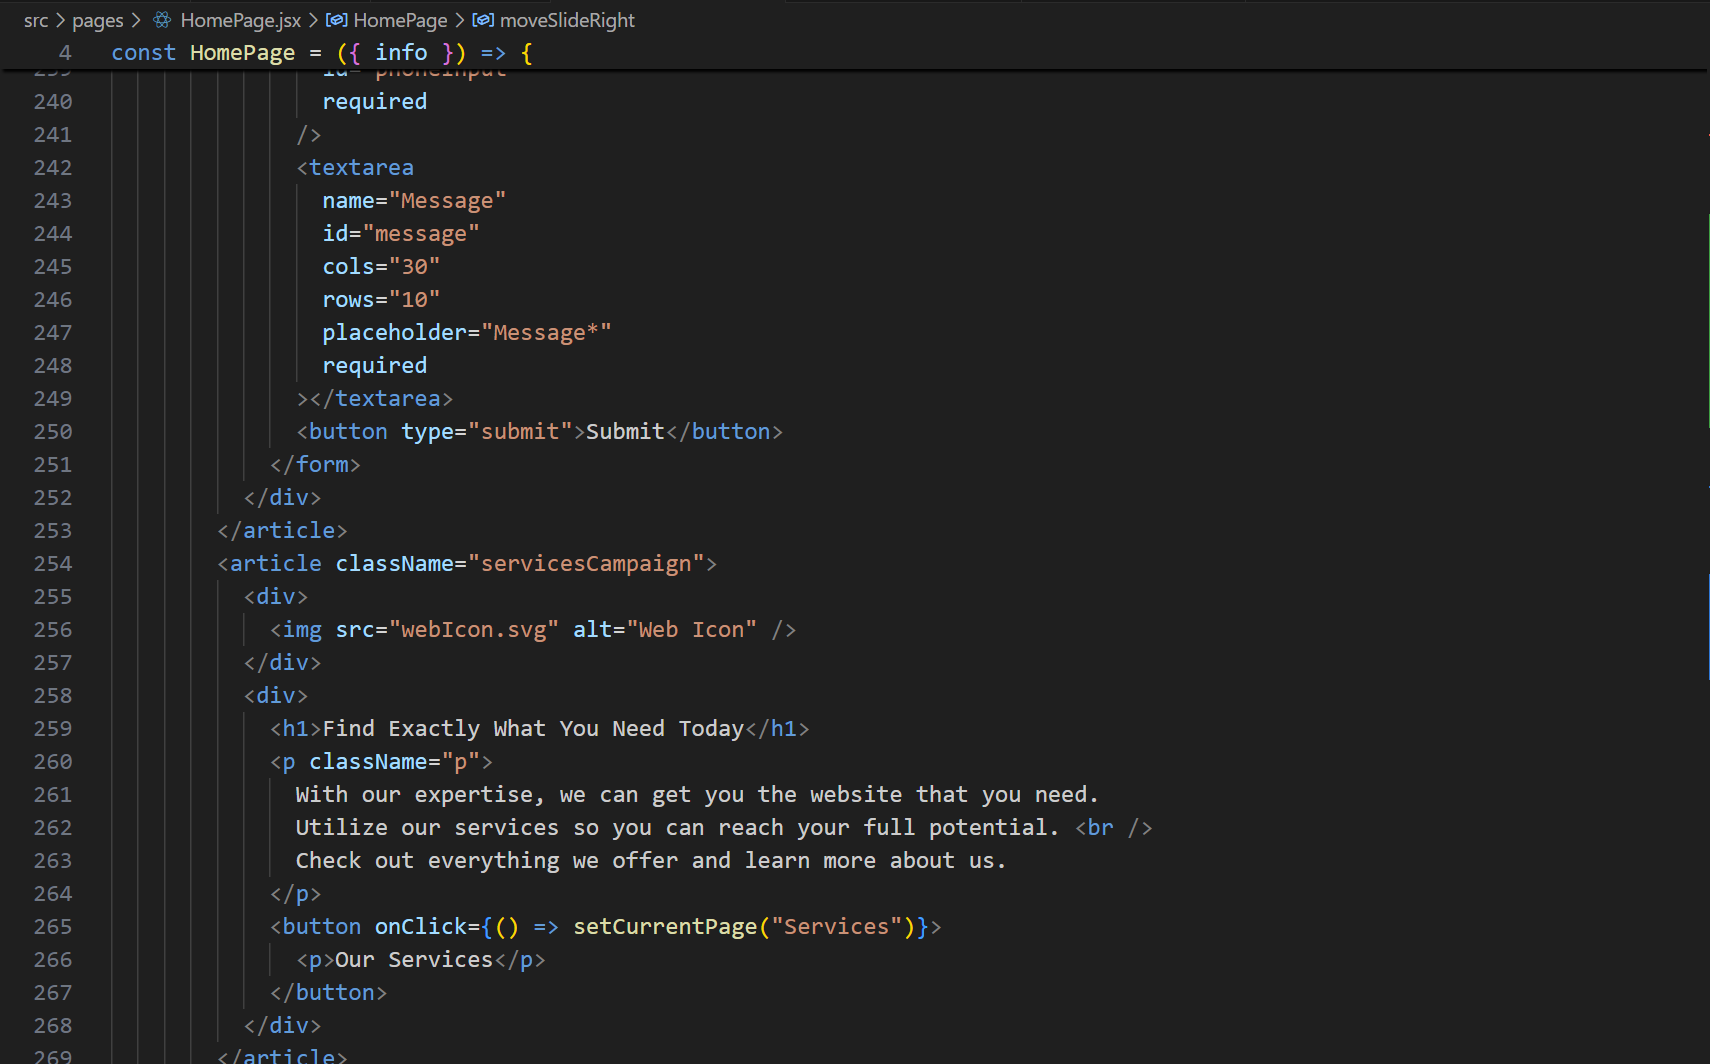 src > pages > HomePage.jsx > HomePage > moveSlideRight
4 const HomePage = ({ info }) => {
240 required
241 />
242 <textarea
243 name="Message"
244 id="message"
245 cols="30"
246 rows="10"
247 placeholder="Message*"
248 required
249 ></textarea>
250 <button type="submit">Submit</button>
251 </form>
252 </div>
253 </article>
254 <article className="servicesCampaign">
255 <div>
256 <img src="webIcon.svg" alt="Web Icon" />
257 </div>
258 <div>
259 <h1>Find Exactly What You Need Today</h1>
260 <p className="p">
261 With our expertise, we can get you the website that you need.
262 Utilize our services so you can reach your full potential. <br />
263 Check out everything we offer and learn more about us.
264 </p>
265 <button onClick={() => setCurrentPage("Services")}>
266 <p>Our Services</p>
267 </button>
268 </div>
269 </article>